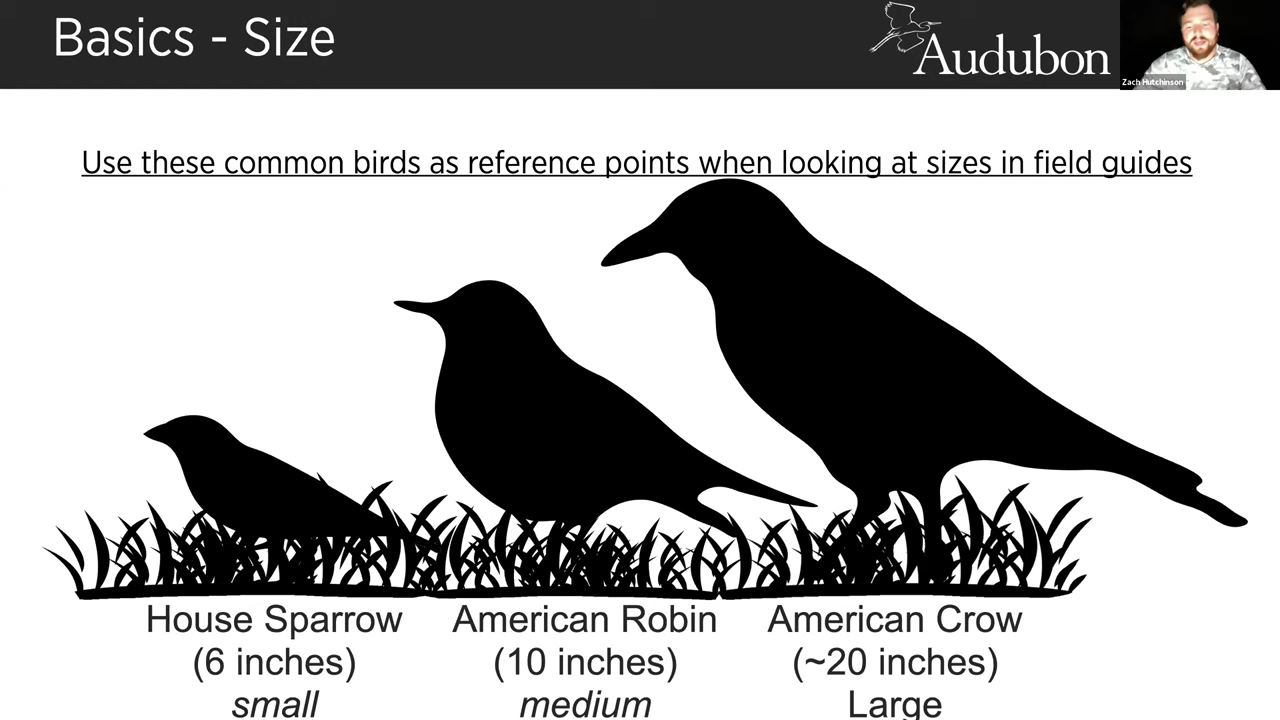 Basics - Size
Audubon
Zach Hutchinson
Use these common birds as reference points when looking at sizes in field guides
House Sparrow
(6 inches)
small
American Robin
(10 inches)
medium
American Crow
(~20 inches)
Large